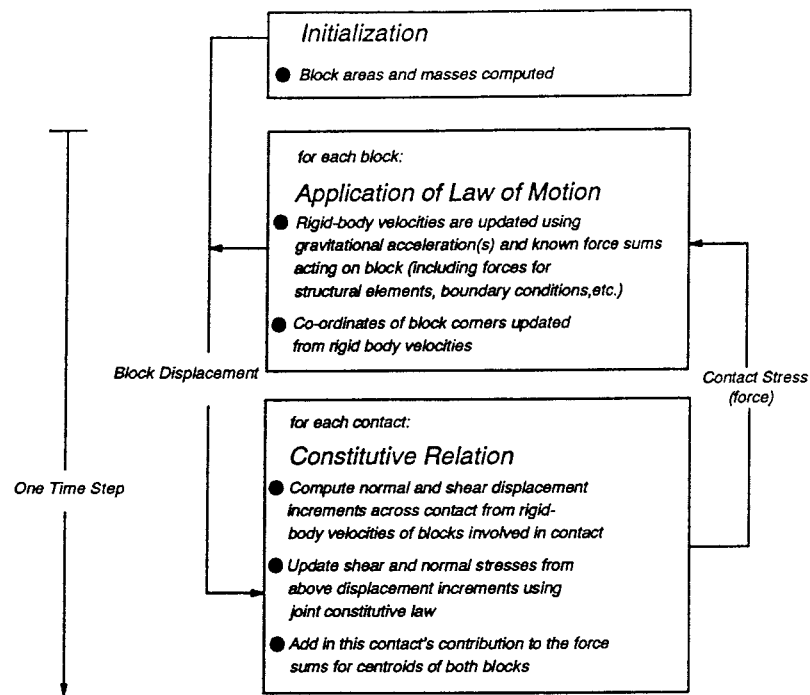 Initialization
● Block areas and masses computed
for each block:
Application of Law of Motion
● Rigid-body velocities are updated using
gravitational acceleration(s) and known force sums
acting on block (including forces for
structural elements, boundary conditions,etc.)
● Co-ordinates of block corners updated
from rigid body velocities
Block Displacement
Contact Stress
(force)
for each contact:
Constitutive Relation
● Compute normal and shear displacement
increments across contact from rigid-
body velocities of blocks involved in contact
● Update shear and normal stresses from
above displacement increments using
joint constitutive law
● Add in this contact's contribution to the force
sums for centroids of both blocks
One Time Step